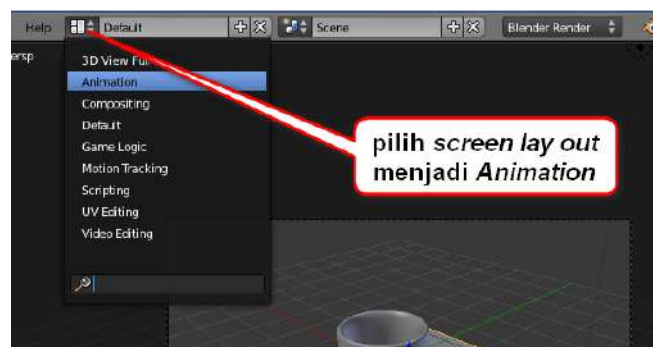 Help Default Scene Blender Render
ersp
3D View Full
Animation
Compositing
Default
Game Logic
Motion Tracking
Scripting
UV Editing
Video Editing
pilih screen lay out
menjadi Animation